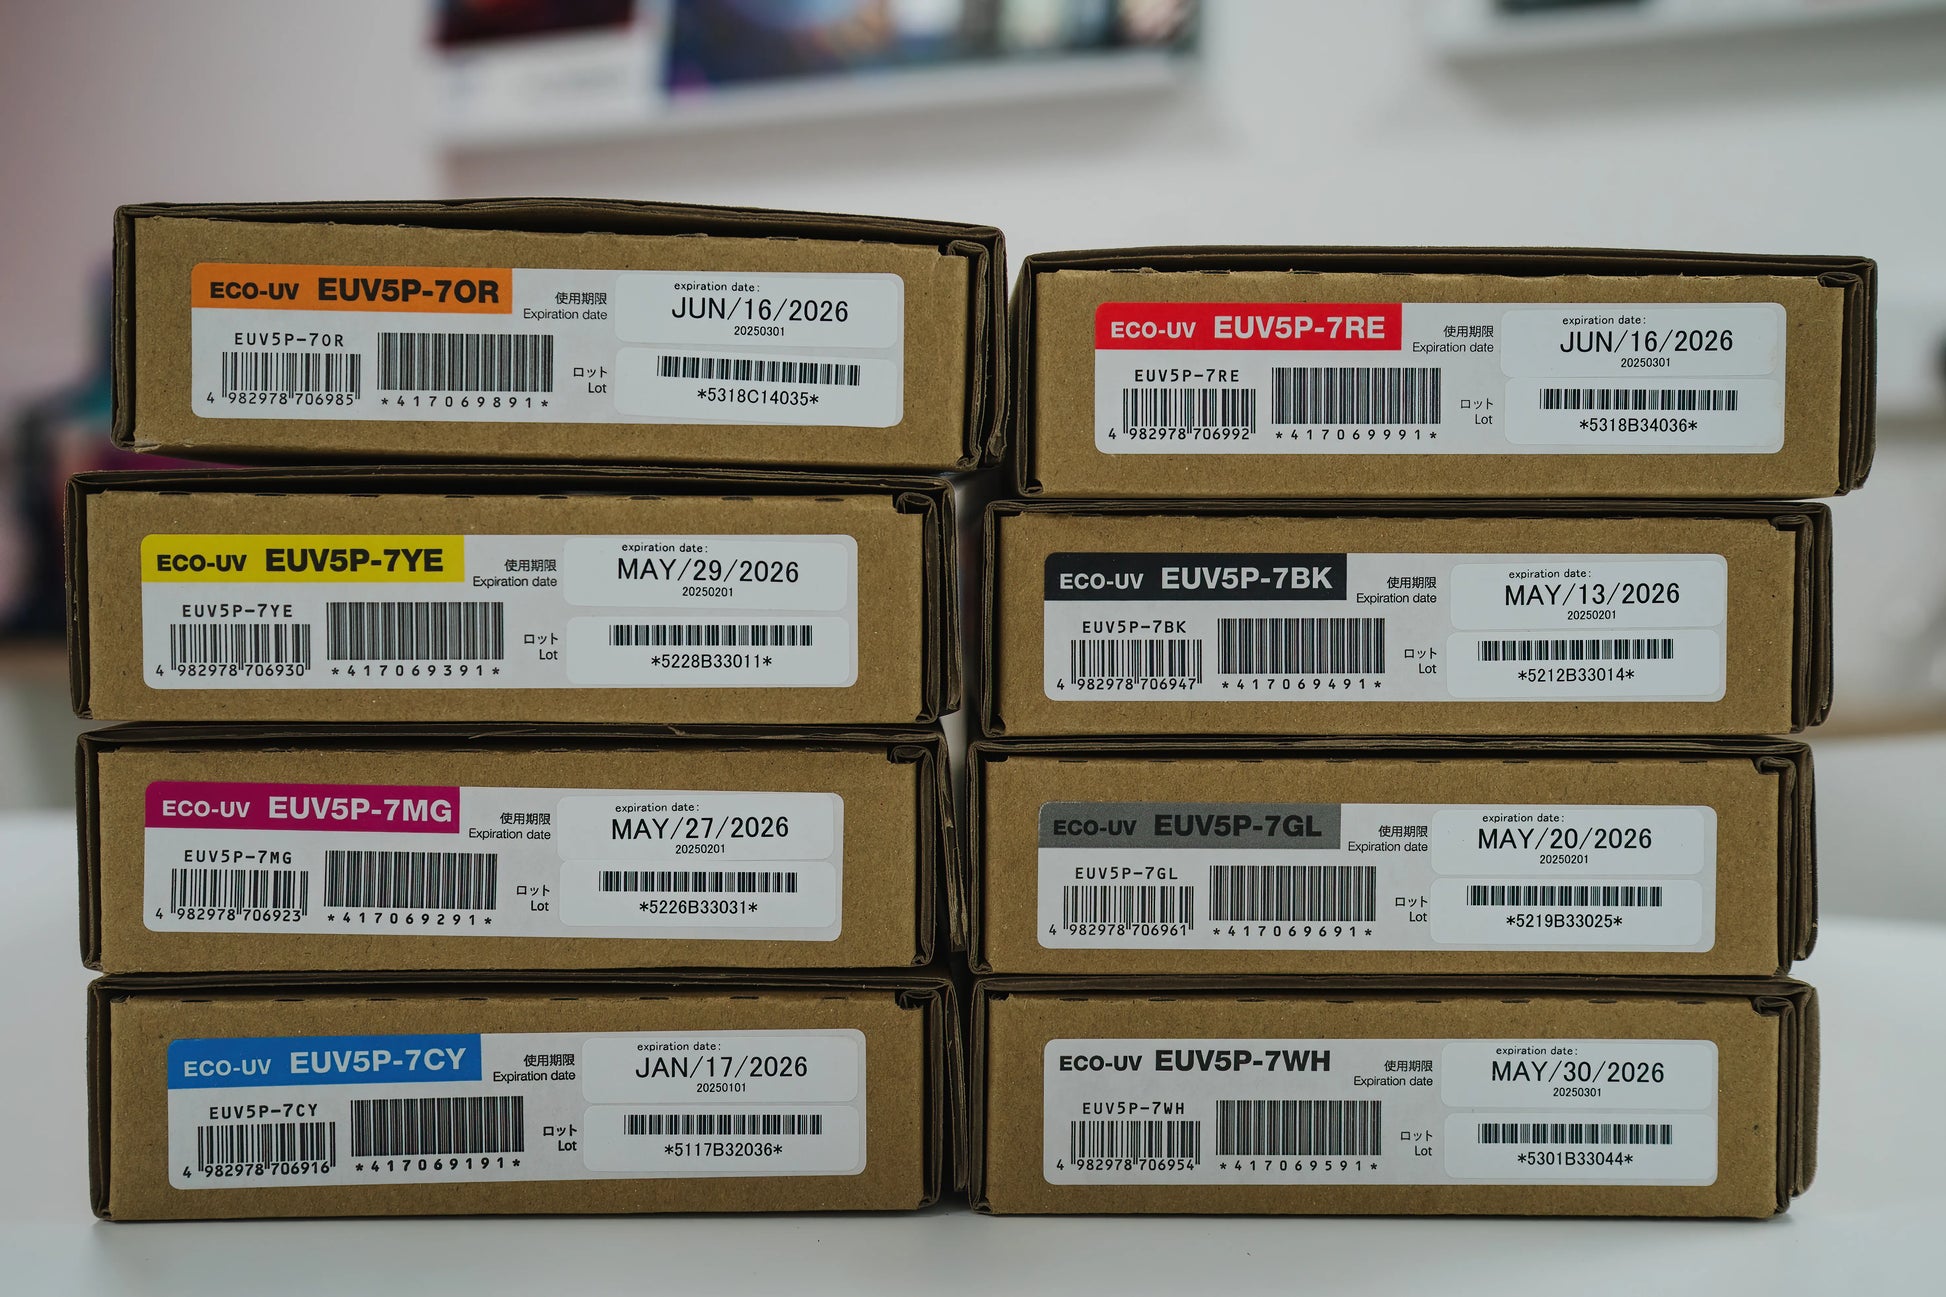 ECO-UV EUV5P-7OR
使用期限
Expiration date
expiration date:
JUN/16/2026
20250301
EUV5P-7OR
4 982978 706985
*417069891*
ロット
Lot
*5318C14035*
ECO-UV EUV5P-7RE
使用期限
Expiration date
expiration date:
JUN/16/2026
20250301
EUV5P-7RE
4 982978 706992
*417069991*
ロット
Lot
*5318B34036*
ECO-UV EUV5P-7YE
使用期限
Expiration date
expiration date:
MAY/29/2026
20250201
EUV5P-7YE
4 982978 706930
*417069391*
ロット
Lot
*5228B33011*
ECO-UV EUV5P-7BK
使用期限
Expiration date
expiration date:
MAY/13/2026
20250201
EUV5P-7BK
4 982978 706947
*417069491*
ロット
Lot
*5212B33014*
ECO-UV EUV5P-7MG
使用期限
Expiration date
expiration date:
MAY/27/2026
20250201
EUV5P-7MG
4 982978 706923
*417069291*
ロット
Lot
*5226B33031*
ECO-UV EUV5P-7GL
使用期限
Expiration date
expiration date:
MAY/20/2026
20250201
EUV5P-7GL
4 982978 706961
*417069691*
ロット
Lot
*5219B33025*
ECO-UV EUV5P-7CY
使用期限
Expiration date
expiration date:
JAN/17/2026
20250101
EUV5P-7CY
4 982978 706916
*417069191*
ロット
Lot
*5117B32036*
ECO-UV EUV5P-7WH
使用期限
Expiration date
expiration date:
MAY/30/2026
20250301
EUV5P-7WH
4 982978 706954
*417069591*
ロット
Lot
*5301B33044*